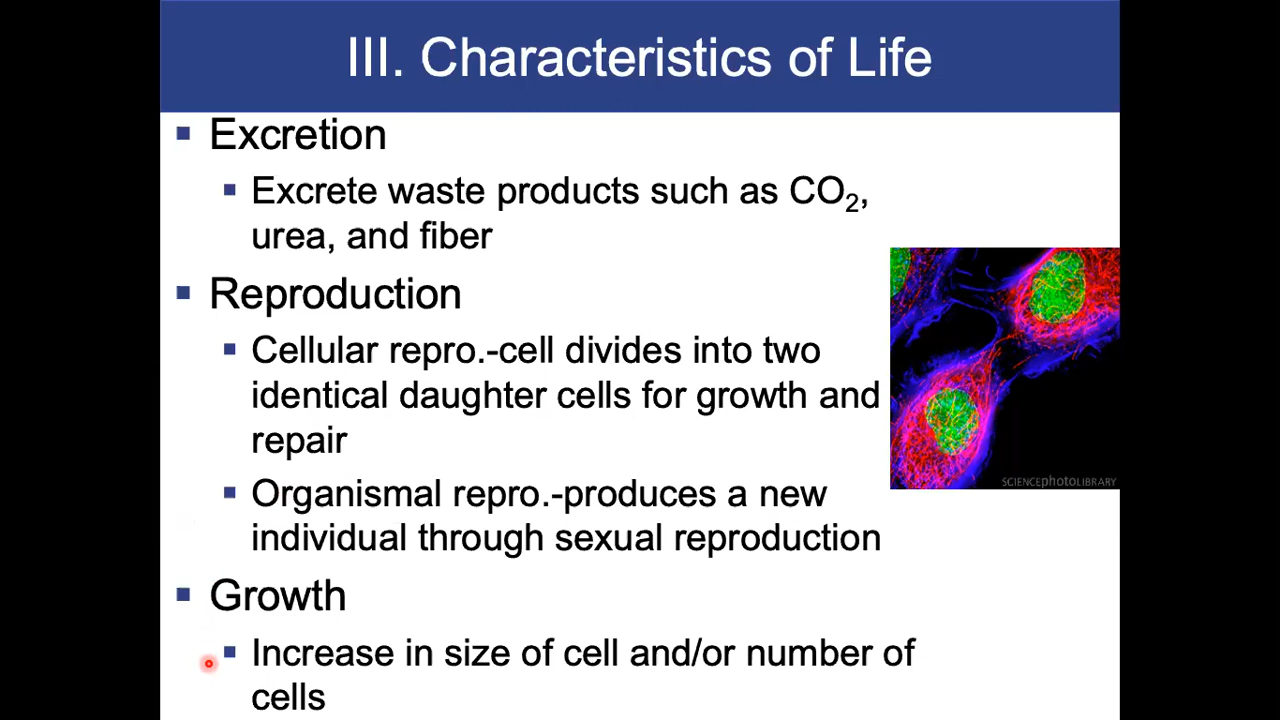 III. Characteristics of Life
▪ Excretion
▪ Excrete waste products such as CO₂,
urea, and fiber
▪ Reproduction
▪ Cellular repro.-cell divides into two
identical daughter cells for growth and
repair
SCIENCEphotoLIBRARY
▪ Organismal repro.-produces a new
individual through sexual reproduction
▪ Growth
▪ Increase in size of cell and/or number of
cells